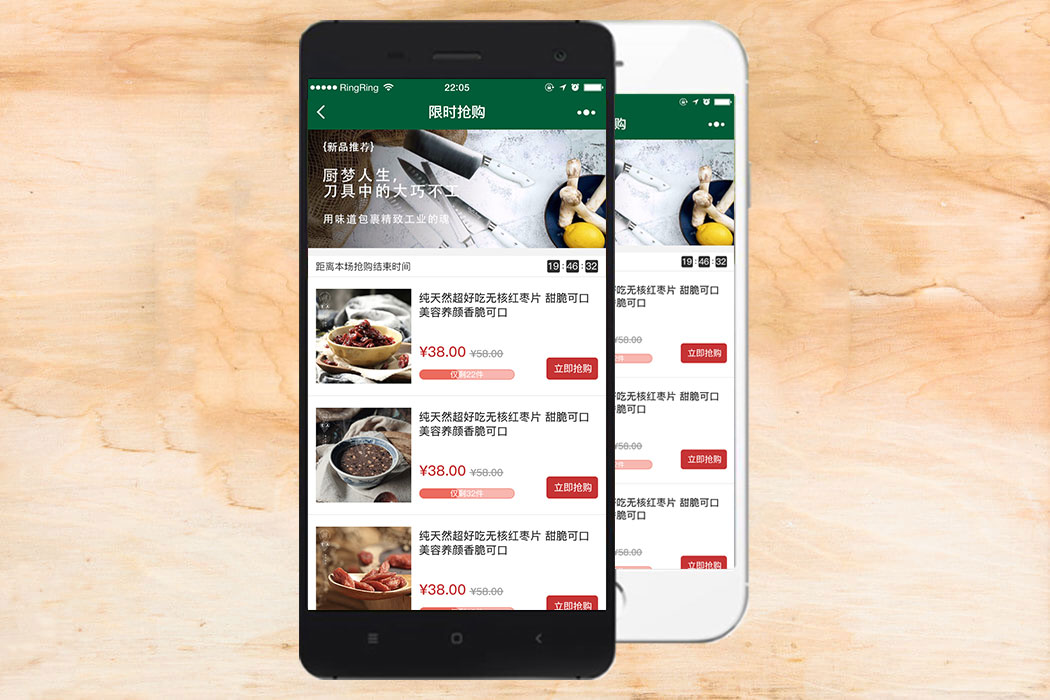 RingRing 22:05
限时抢购
{新品推荐}
厨梦人生，
刀具中的大巧不工
用味道包裹精致工业的魂
距离本场抢购结束时间 19:46:32
纯天然超好吃无核红枣片 甜脆可口
美容养颜香脆可口
¥38.00 ¥58.00
仅剩22件
立即抢购
纯天然超好吃无核红枣片 甜脆可口
美容养颜香脆可口
¥38.00 ¥58.00
仅剩32件
立即抢购
纯天然超好吃无核红枣片 甜脆可口
美容养颜香脆可口
¥38.00 ¥58.00
立即抢购
购
19:46:32
吃无核红枣片 甜脆可口
脆可口
¥58.00
件
立即抢购
吃无核红枣片 甜脆可口
脆可口
¥58.00
件
立即抢购
吃无核红枣片 甜脆可口
脆可口
¥58.00
立即抢购